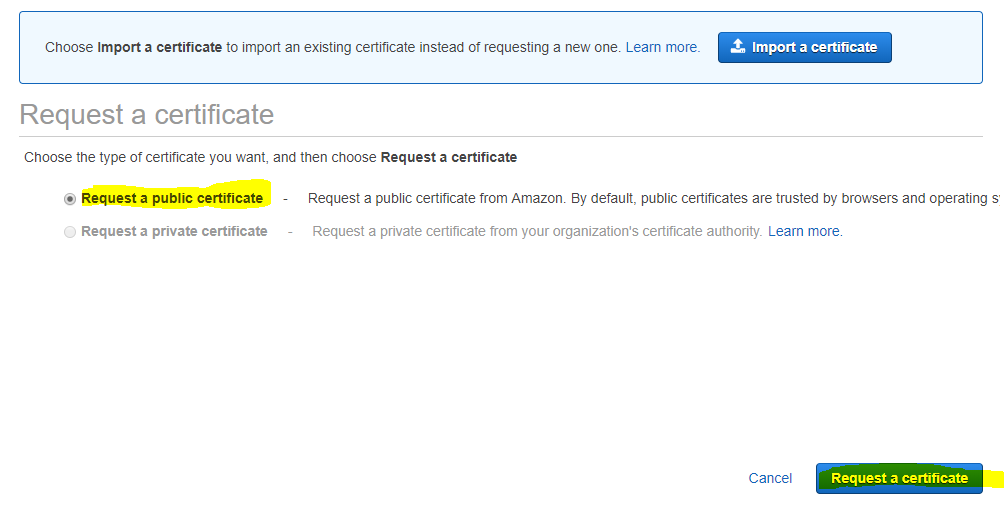 Choose Import a certificate to import an existing certificate instead of requesting a new one. Learn more. Import a certificate
Request a certificate
Choose the type of certificate you want, and then choose Request a certificate
Request a public certificate - Request a public certificate from Amazon. By default, public certificates are trusted by browsers and operating s
Request a private certificate - Request a private certificate from your organization's certificate authority. Learn more.
Cancel Request a certificate